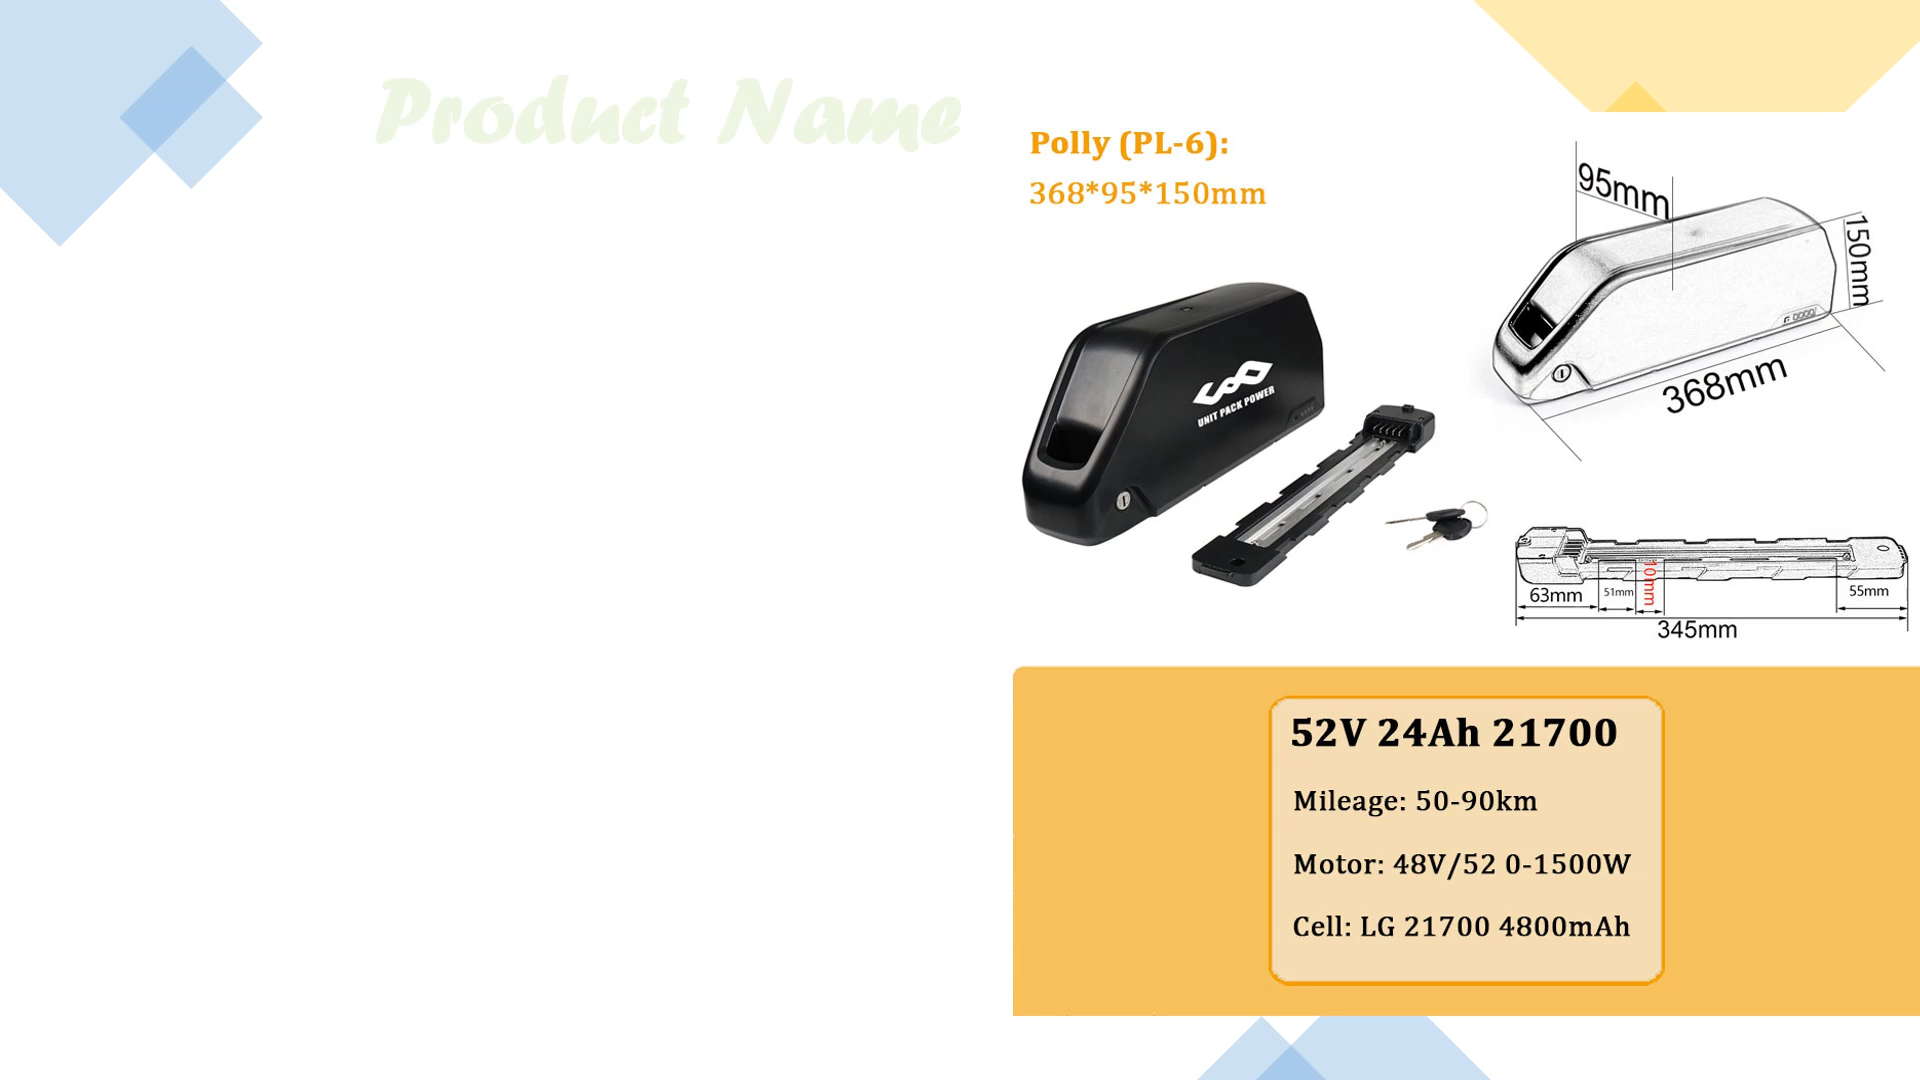 Product Name
Polly (PL-6):
368*95*150mm
95mm
150mm
368mm
UNIT PACK POWER
63mm
51mm
10mm
55mm
345mm
52V 24Ah 21700
Mileage: 50-90km
Motor: 48V/52 0-1500W
Cell: LG 21700 4800mAh